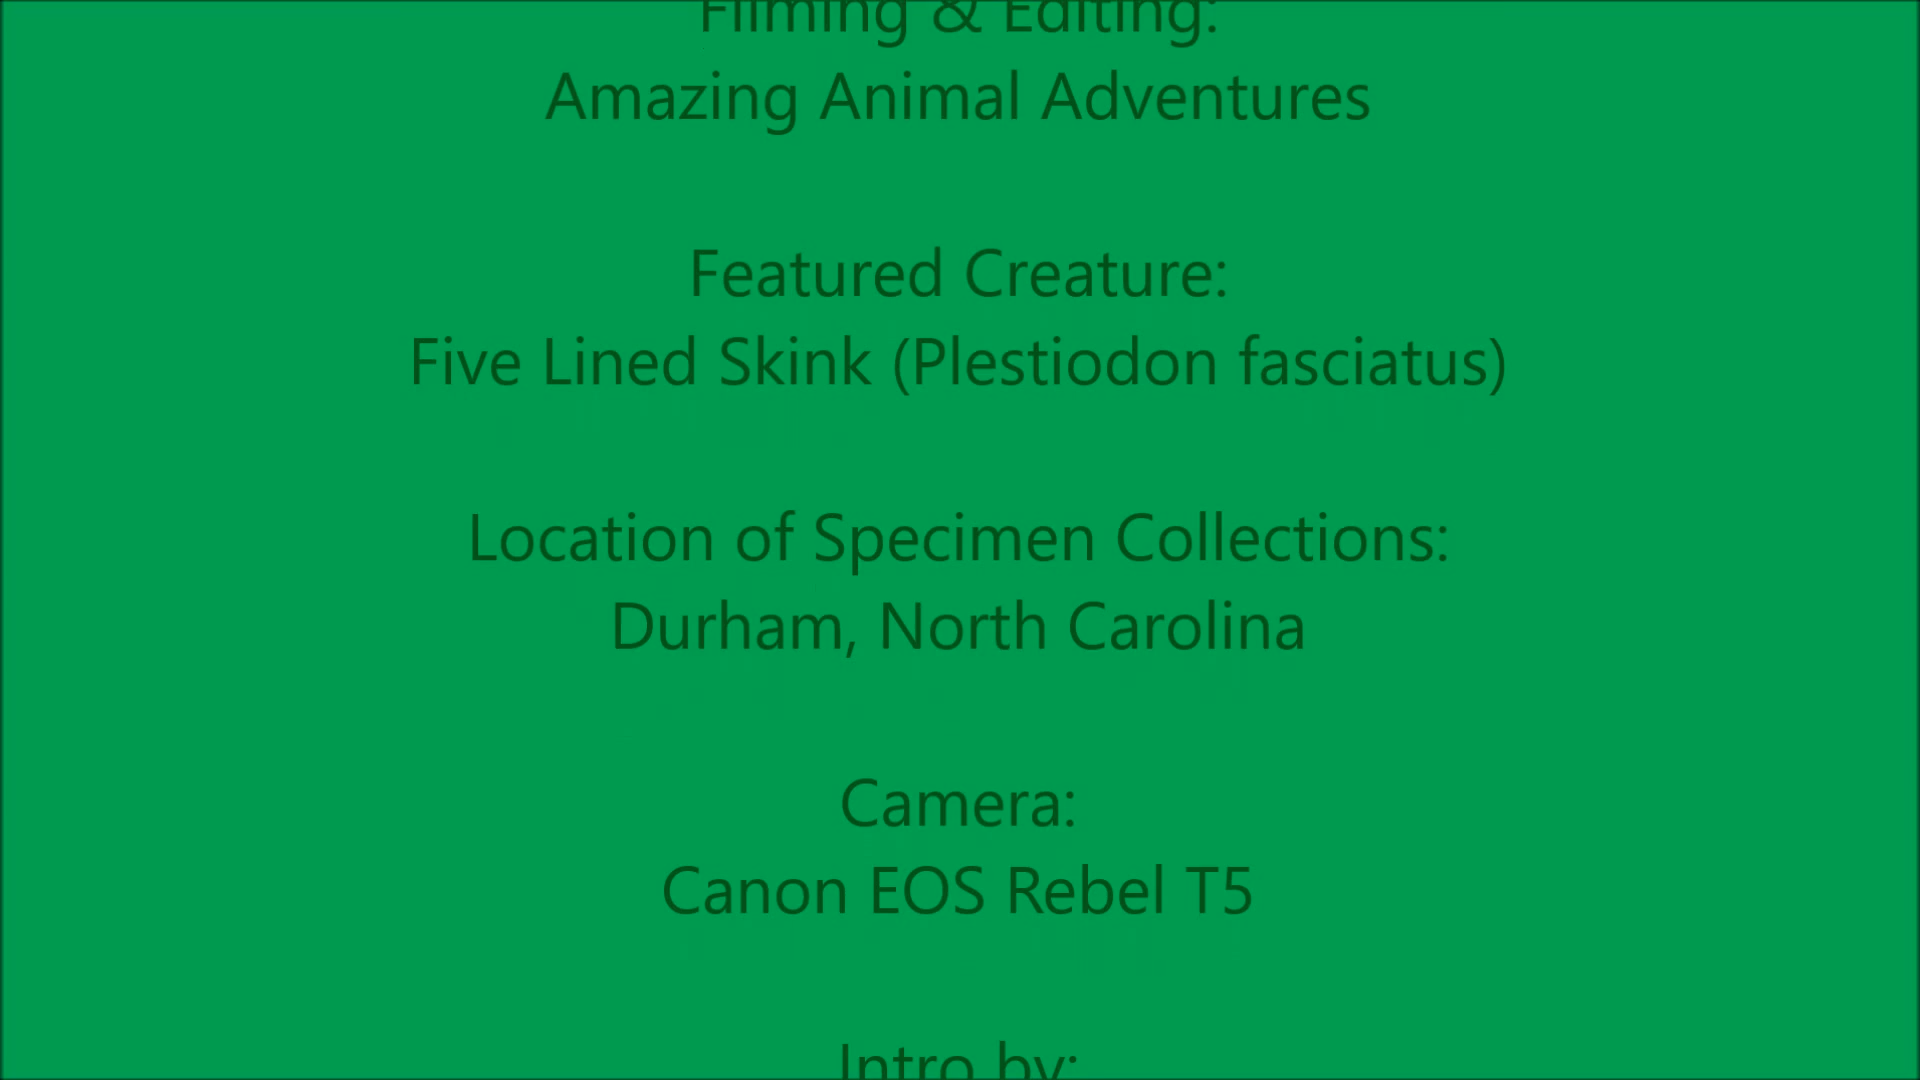 Filming & Editing:
Amazing Animal Adventures
Featured Creature:
Five Lined Skink (Plestiodon fasciatus)
Location of Specimen Collections:
Durham, North Carolina
Camera:
Canon EOS Rebel T5
Intro by: